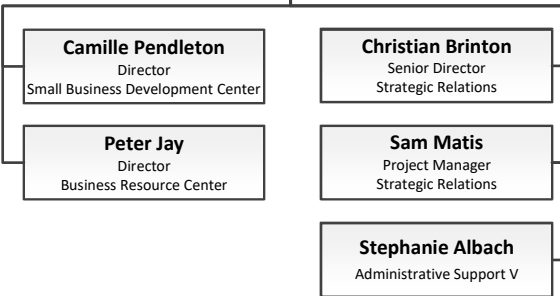 Camille Pendleton
Director
Small Business Development Center
Peter Jay
Director
Business Resource Center
Christian Brinton
Senior Director
Strategic Relations
Sam Matis
Project Manager
Strategic Relations
Stephanie Albach
Administrative Support V